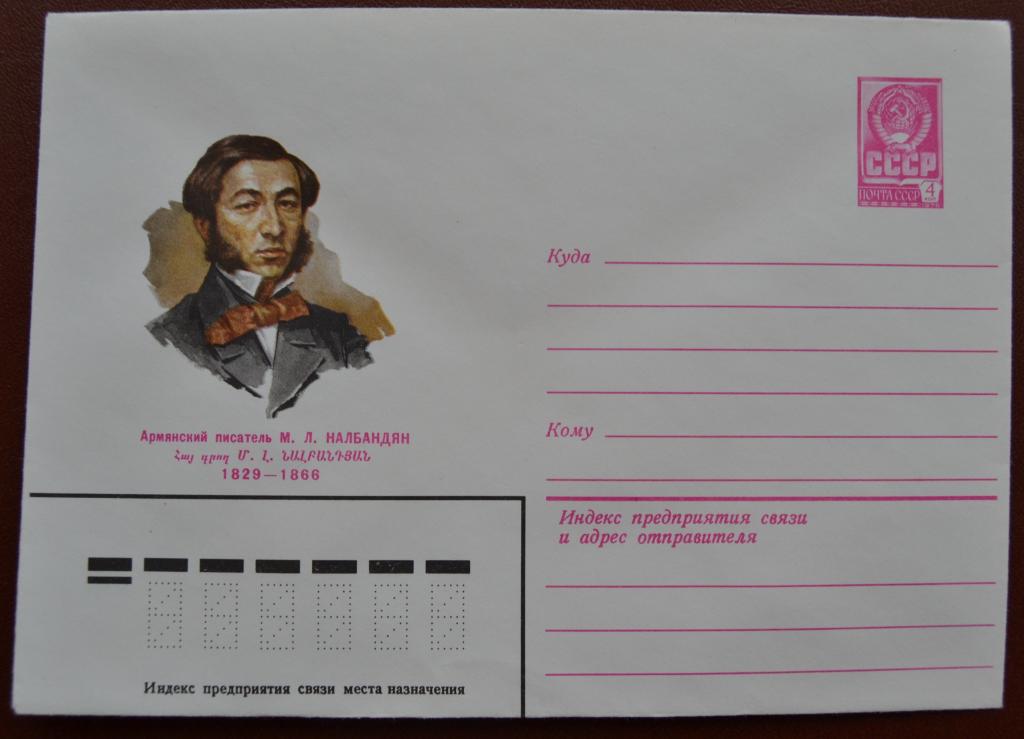 СССР
ПОЧТА СССР 4
коп
Куда
Кому
Армянский писатель М. Л. НАЛБАНДЯН
Հայ գրող Մ. Լ. ՆԱԼԲԱՆԴՅԱՆ
1829—1866
Индекс предприятия связи
и адрес отправителя
Индекс предприятия связи места назначения